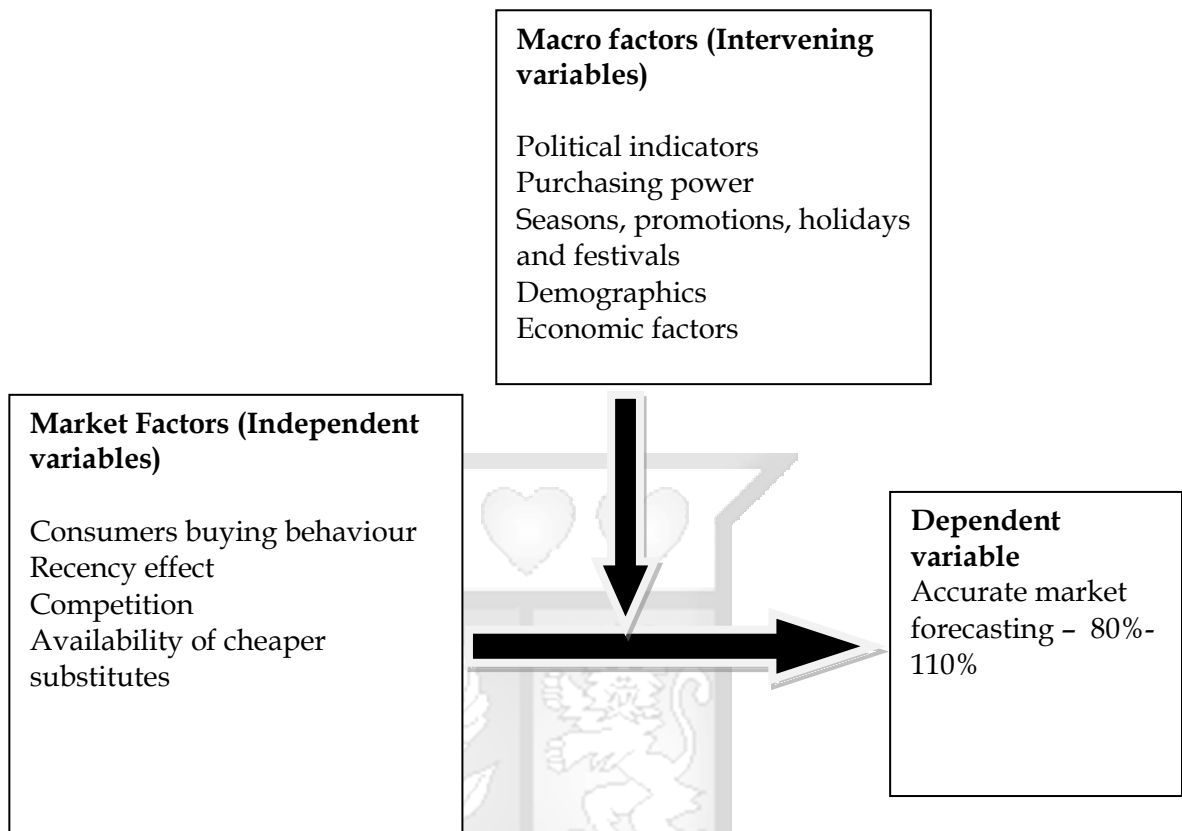 Macro factors (Intervening
variables)
Political indicators
Purchasing power
Seasons, promotions, holidays
and festivals
Demographics
Economic factors
Market Factors (Independent
variables)
Consumers buying behaviour
Recency effect
Competition
Availability of cheaper
substitutes
Dependent
variable
Accurate market
forecasting – 80%-
110%